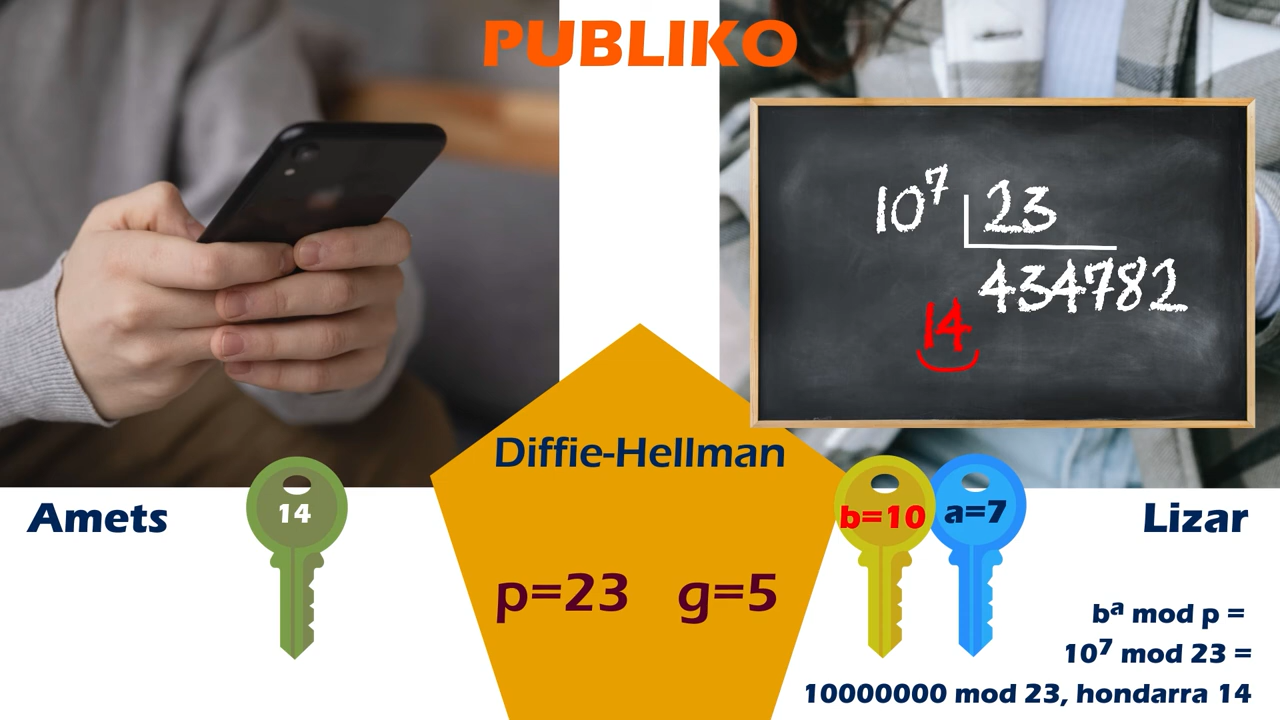 PUBLIKO
10⁷ 23
434782
14
Diffie-Hellman
Amets
14
b=10
a=7
Lizar
p=23 g=5
bᵃ mod p =
10⁷ mod 23 =
10000000 mod 23, hondarra 14